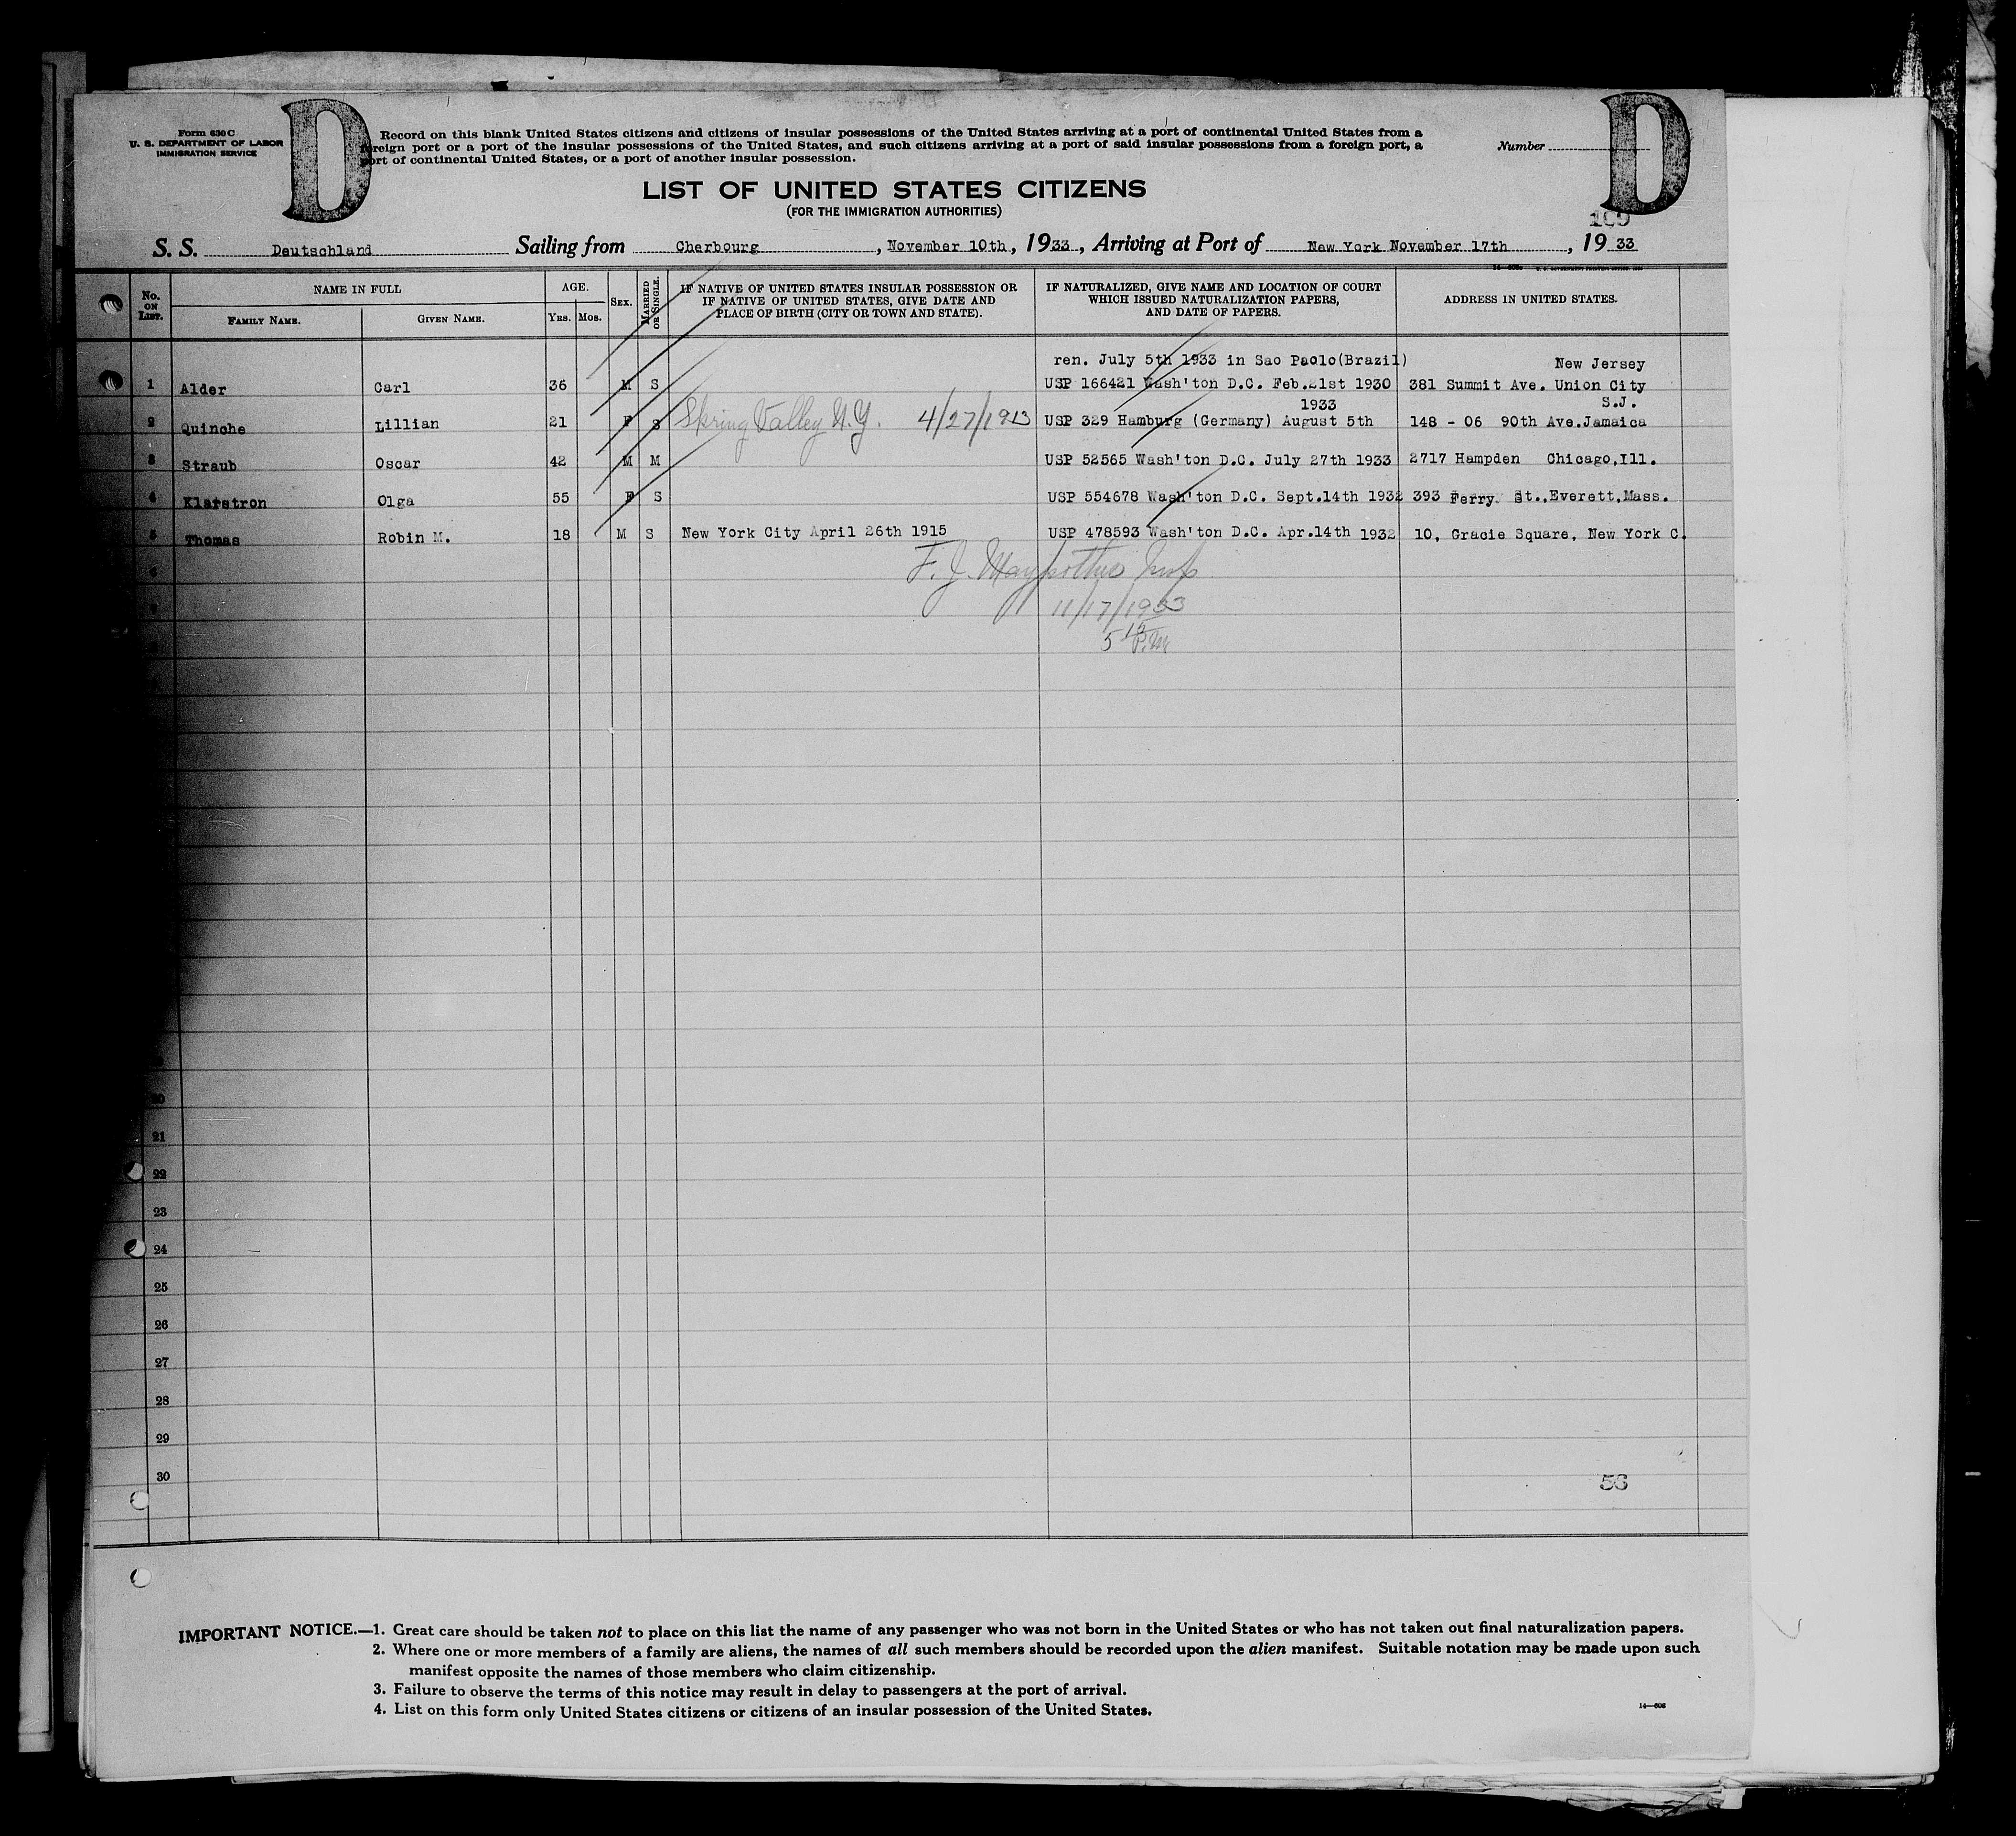 D
D
Form 630 C
U. S. DEPARTMENT OF LABOR
IMMIGRATION SERVICE
Record on this blank United States citizens and citizens of insular possessions of the United States arriving at a port of continental United States from a
foreign port or a port of the insular possessions of the United States, and such citizens arriving at a port of said insular possessions from a foreign port, a
port of continental United States, or a port of another insular possession.
Number
LIST OF UNITED STATES CITIZENS
(FOR THE IMMIGRATION AUTHORITIES)
S. S. Deutschland Sailing from Cherbourg, November 10th, 1933, Arriving at Port of New York November 17th, 1933
No. ON LIST. NAME IN FULL AGE. SEX. MARRIED OR SINGLE. IF NATIVE OF UNITED STATES INSULAR POSSESSION OR IF NATIVE OF UNITED STATES, GIVE DATE AND PLACE OF BIRTH (CITY OR TOWN AND STATE). IF NATURALIZED, GIVE NAME AND LOCATION OF COURT WHICH ISSUED NATURALIZATION PAPERS, AND DATE OF PAPERS. ADDRESS IN UNITED STATES.
FAMILY NAME. GIVEN NAME. YRS. MOS.
ren. July 5th 1933 in Sao Paolo(Brazil) New Jersey
1 Alder Carl 36 M S USP 166421 Wash'ton D.C. Feb.21st 1930 381 Summit Ave. Union City
1933 S.J.
2 Quinche Lillian 21 F S Spring Valley N.Y. 4/27/1913 USP 329 Hamburg (Germany) August 5th 148 - 06 90th Ave.Jamaica
3 Straub Oscar 42 M M USP 52565 Wash'ton D.C. July 27th 1933 2717 Hampden Chicago,Ill.
4 Olga 55 F S USP 554678 Wash'ton D.C. Sept.14th 1932 393 Ferry St.,Everett,Mass.
5 Thomas Robin M. 18 M S New York City April 26th 1915 USP 478593 Wash'ton D.C. Apr.14th 1932 10, Gracie Square, New York C.
F. J.
11/17/1933
5 15 P.M
21
22
23
24
25
26
27
28
29
30
56
IMPORTANT NOTICE.—1. Great care should be taken not to place on this list the name of any passenger who was not born in the United States or who has not taken out final naturalization papers.
2. Where one or more members of a family are aliens, the names of all such members should be recorded upon the alien manifest. Suitable notation may be made upon such
manifest opposite the names of those members who claim citizenship.
3. Failure to observe the terms of this notice may result in delay to passengers at the port of arrival.
4. List on this form only United States citizens or citizens of an insular possession of the United States.